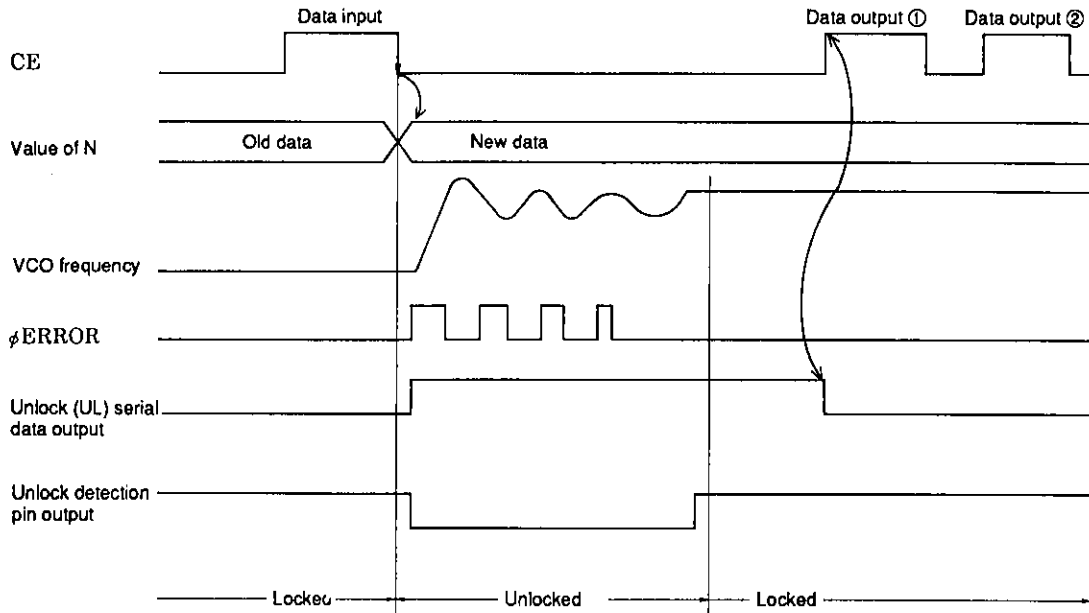 Data input
Data output ①
Data output ②
CE
Value of N
Old data
New data
VCO frequency
φERROR
Unlock (UL) serial
data output
Unlock detection
pin output
Locked
Unlocked
Locked